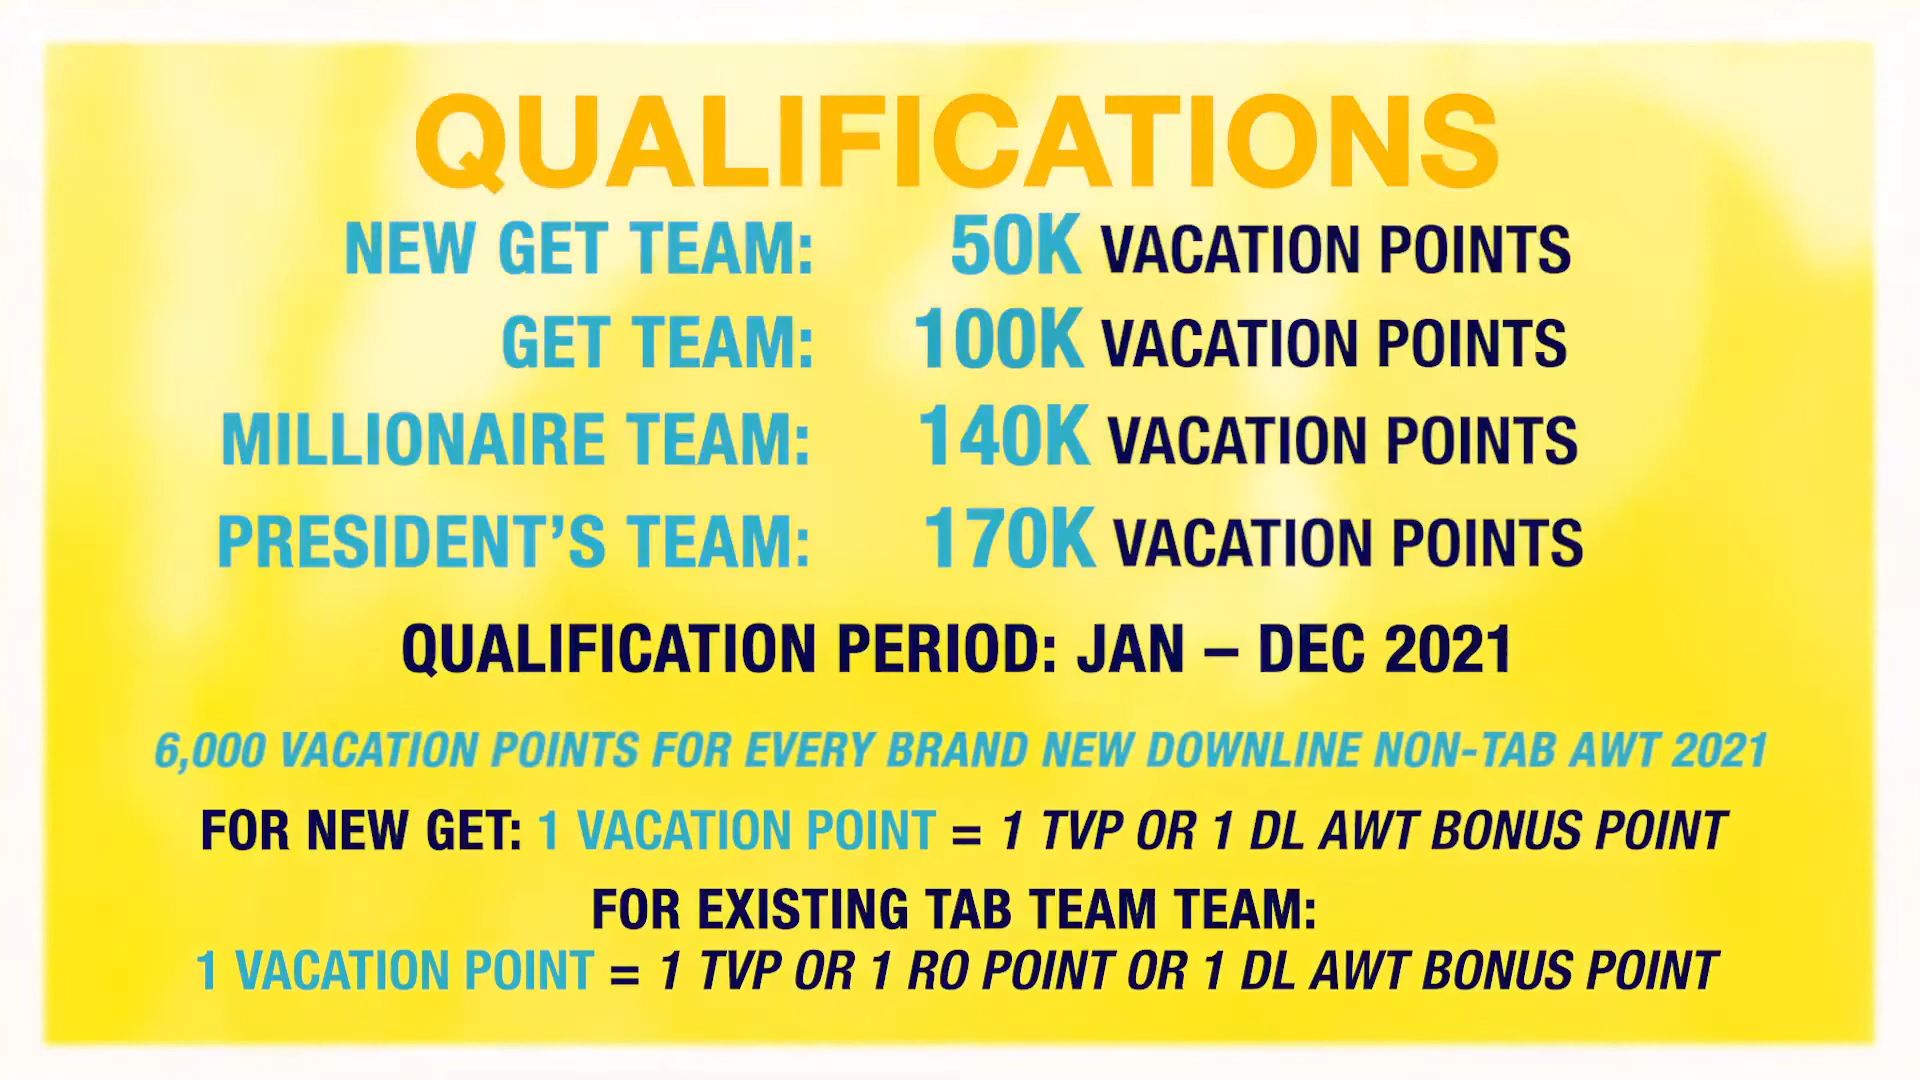 QUALIFICATIONS
NEW GET TEAM: 50K VACATION POINTS
GET TEAM: 100K VACATION POINTS
MILLIONAIRE TEAM: 140K VACATION POINTS
PRESIDENT’S TEAM: 170K VACATION POINTS
QUALIFICATION PERIOD: JAN – DEC 2021
6,000 VACATION POINTS FOR EVERY BRAND NEW DOWNLINE NON-TAB AWT 2021
FOR NEW GET: 1 VACATION POINT = 1 TVP OR 1 DL AWT BONUS POINT
FOR EXISTING TAB TEAM TEAM:
1 VACATION POINT = 1 TVP OR 1 RO POINT OR 1 DL AWT BONUS POINT